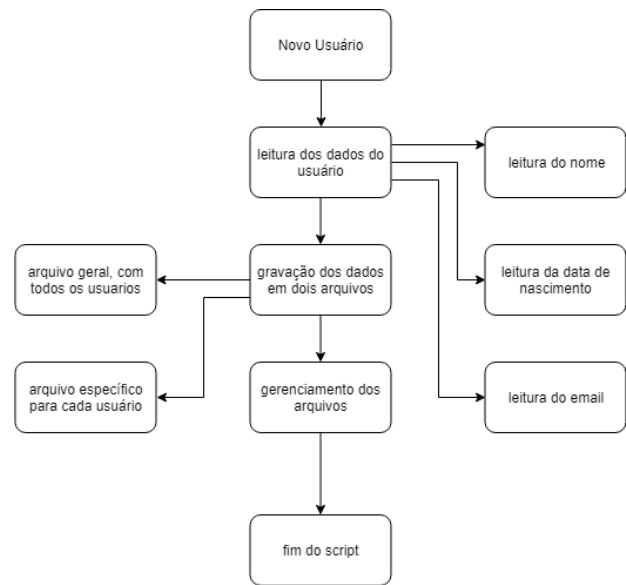 Novo Usuário
leitura dos dados do
usuário
leitura do nome
arquivo geral, com
todos os usuarios
gravação dos dados
em dois arquivos
leitura da data de
nascimento
arquivo específico
para cada usuário
gerenciamento dos
arquivos
leitura do email
fim do script